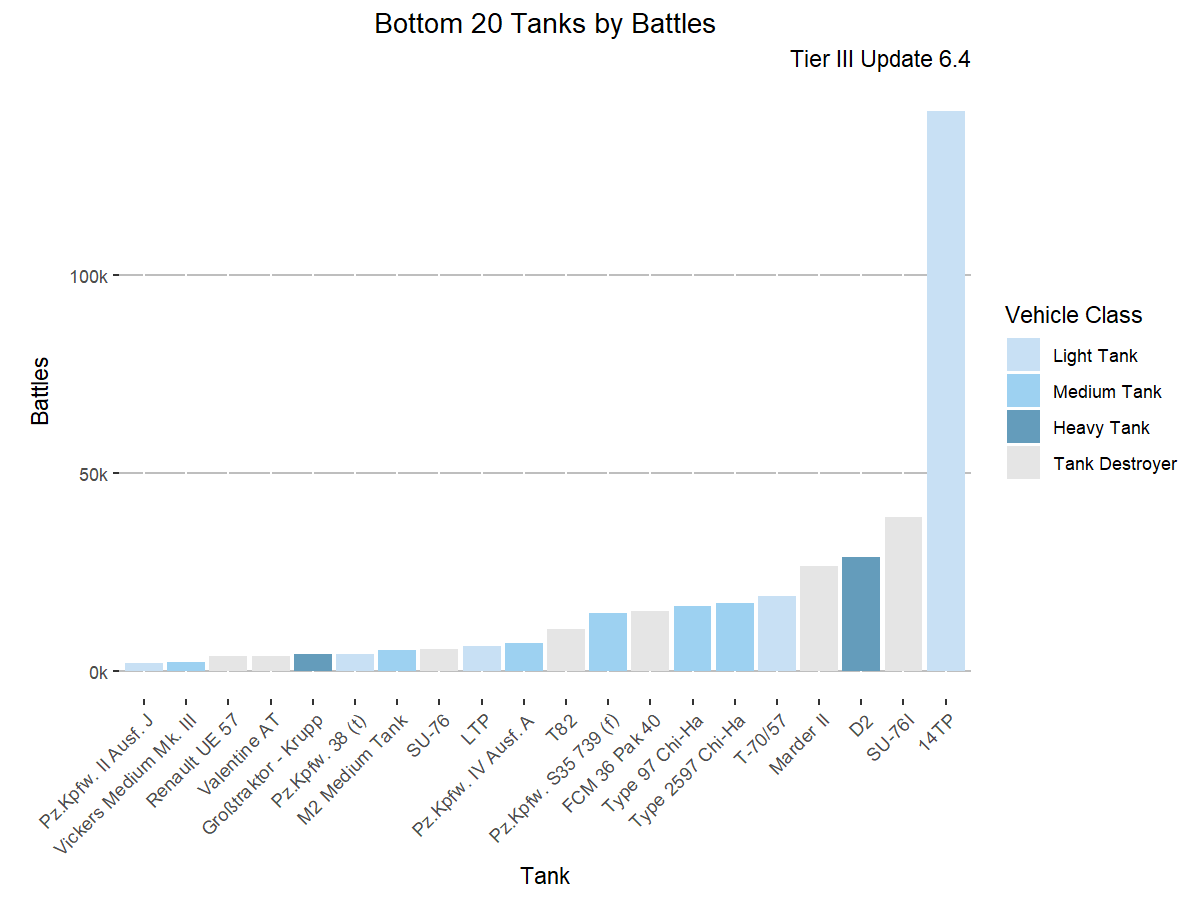 Bottom 20 Tanks by Battles
Tier III Update 6.4
100k
50k
0k
Battles
Pz.Kpfw. II Ausf. J
Vickers Medium Mk. III
Renault UE 57
Valentine AT
Großtraktor - Krupp
Pz.Kpfw. 38 (t)
M2 Medium Tank
SU-76
LTP
Pz.Kpfw. IV Ausf. A
T82
Pz.Kpfw. S35 739 (f)
FCM 36 Pak 40
Type 97 Chi-Ha
Type 2597 Chi-Ha
T-70/57
Marder II
D2
SU-76I
14TP
Tank
Vehicle Class
Light Tank
Medium Tank
Heavy Tank
Tank Destroyer